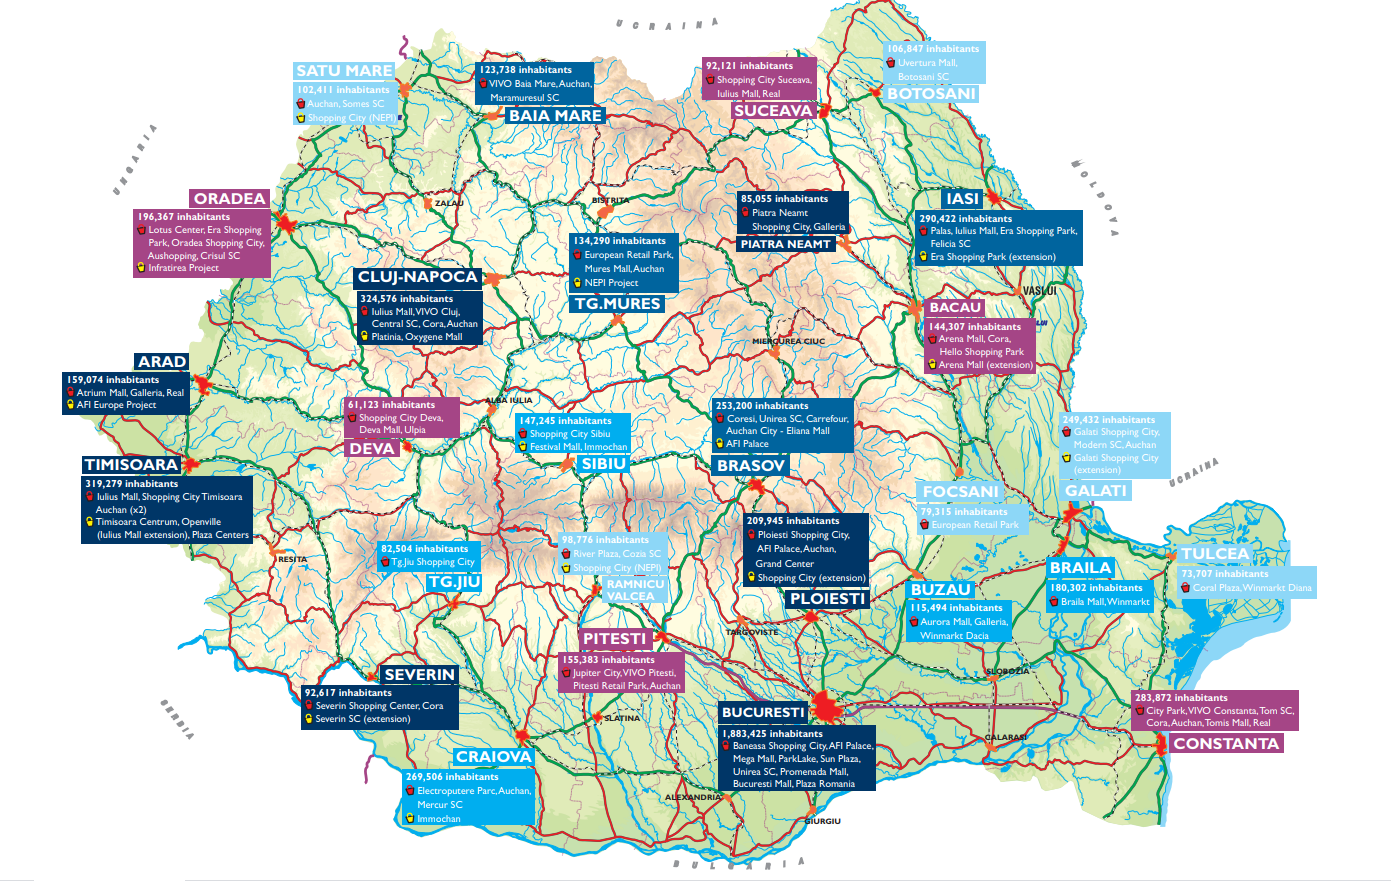 UCRAINA
SATU MARE
102,411 inhabitants
Auchan, Somes SC
Shopping City (NEPI)
123,738 inhabitants
VIVO Baia Mare, Auchan,
Maramuresul SC
BAIA MARE
92,121 inhabitants
Shopping City Suceava,
Iulius Mall, Real
SUCEAVA
106,847 inhabitants
Uvertura Mall,
Botosani SC
BOTOSANI
UNGARIA
MOLDOVA
ORADEA
196,367 inhabitants
Lotus Center, Era Shopping
Park, Oradea Shopping City,
Aushopping, Crisul SC
Infratirea Project
ZALAU
BISTRITA
85,055 inhabitants
Piatra Neamt
Shopping City, Galleria
PIATRA NEAMT
IASI
290,422 inhabitants
Palas, Iulius Mall, Era Shopping Park,
Felicia SC
Era Shopping Park (extension)
CLUJ-NAPOCA
324,576 inhabitants
Iulius Mall, VIVO Cluj,
Central SC, Cora, Auchan
Platinia, Oxygene Mall
134,290 inhabitants
European Retail Park,
Mures Mall, Auchan
NEPI Project
TG.MURES
VASLUI
BACAU
144,307 inhabitants
Arena Mall, Cora,
Hello Shopping Park
Arena Mall (extension)
MIERCUREA CIUC
ARAD
159,074 inhabitants
Atrium Mall, Galleria, Real
AFI Europe Project
61,123 inhabitants
Shopping City Deva,
Deva Mall, Ulpia
DEVA
ALBA IULIA
147,245 inhabitants
Shopping City Sibiu
Festival Mall, Immochan
SIBIU
253,200 inhabitants
Coresi, Unirea SC, Carrefour,
Auchan City - Eliana Mall
AFI Palace
BRASOV
249,432 inhabitants
Galati Shopping City,
Modern SC, Auchan
Galati Shopping City
(extension)
GALATI
UCRAINA
TIMISOARA
319,279 inhabitants
Iulius Mall, Shopping City Timisoara
Auchan (x2)
Timisoara Centrum, Openville
(Iulius Mall extension), Plaza Centers
FOCSANI
79,315 inhabitants
European Retail Park
RESITA
82,504 inhabitants
Tg.Jiu Shopping City
TG.JIU
98,776 inhabitants
River Plaza, Cozia SC
Shopping City (NEPI)
RAMNICU
VALCEA
209,945 inhabitants
Ploiesti Shopping City,
AFI Palace, Auchan,
Grand Center
Shopping City (extension)
PLOIESTI
BUZAU
115,494 inhabitants
Aurora Mall, Galleria,
Winmarkt Dacia
BRAILA
180,302 inhabitants
Braila Mall, Winmarkt
TULCEA
73,707 inhabitants
Coral Plaza, Winmarkt Diana
PITESTI
155,383 inhabitants
Jupiter City, VIVO Pitesti,
Pitesti Retail Park, Auchan
TARGOVISTE
SLOBOZIA
SEVERIN
92,617 inhabitants
Severin Shopping Center, Cora
Severin SC (extension)
SLATINA
BUCURESTI
1,883,425 inhabitants
Baneasa Shopping City, AFI Palace,
Mega Mall, ParkLake, Sun Plaza,
Unirea SC, Promenada Mall,
Bucuresti Mall, Plaza Romania
CALARASI
283,872 inhabitants
City Park, VIVO Constanta, Tom SC,
Cora, Auchan, Tomis Mall, Real
CONSTANTA
CRAIOVA
269,506 inhabitants
Electroputere Parc, Auchan,
Mercur SC
Immochan
ALEXANDRIA
GIURGIU
BULGARIA